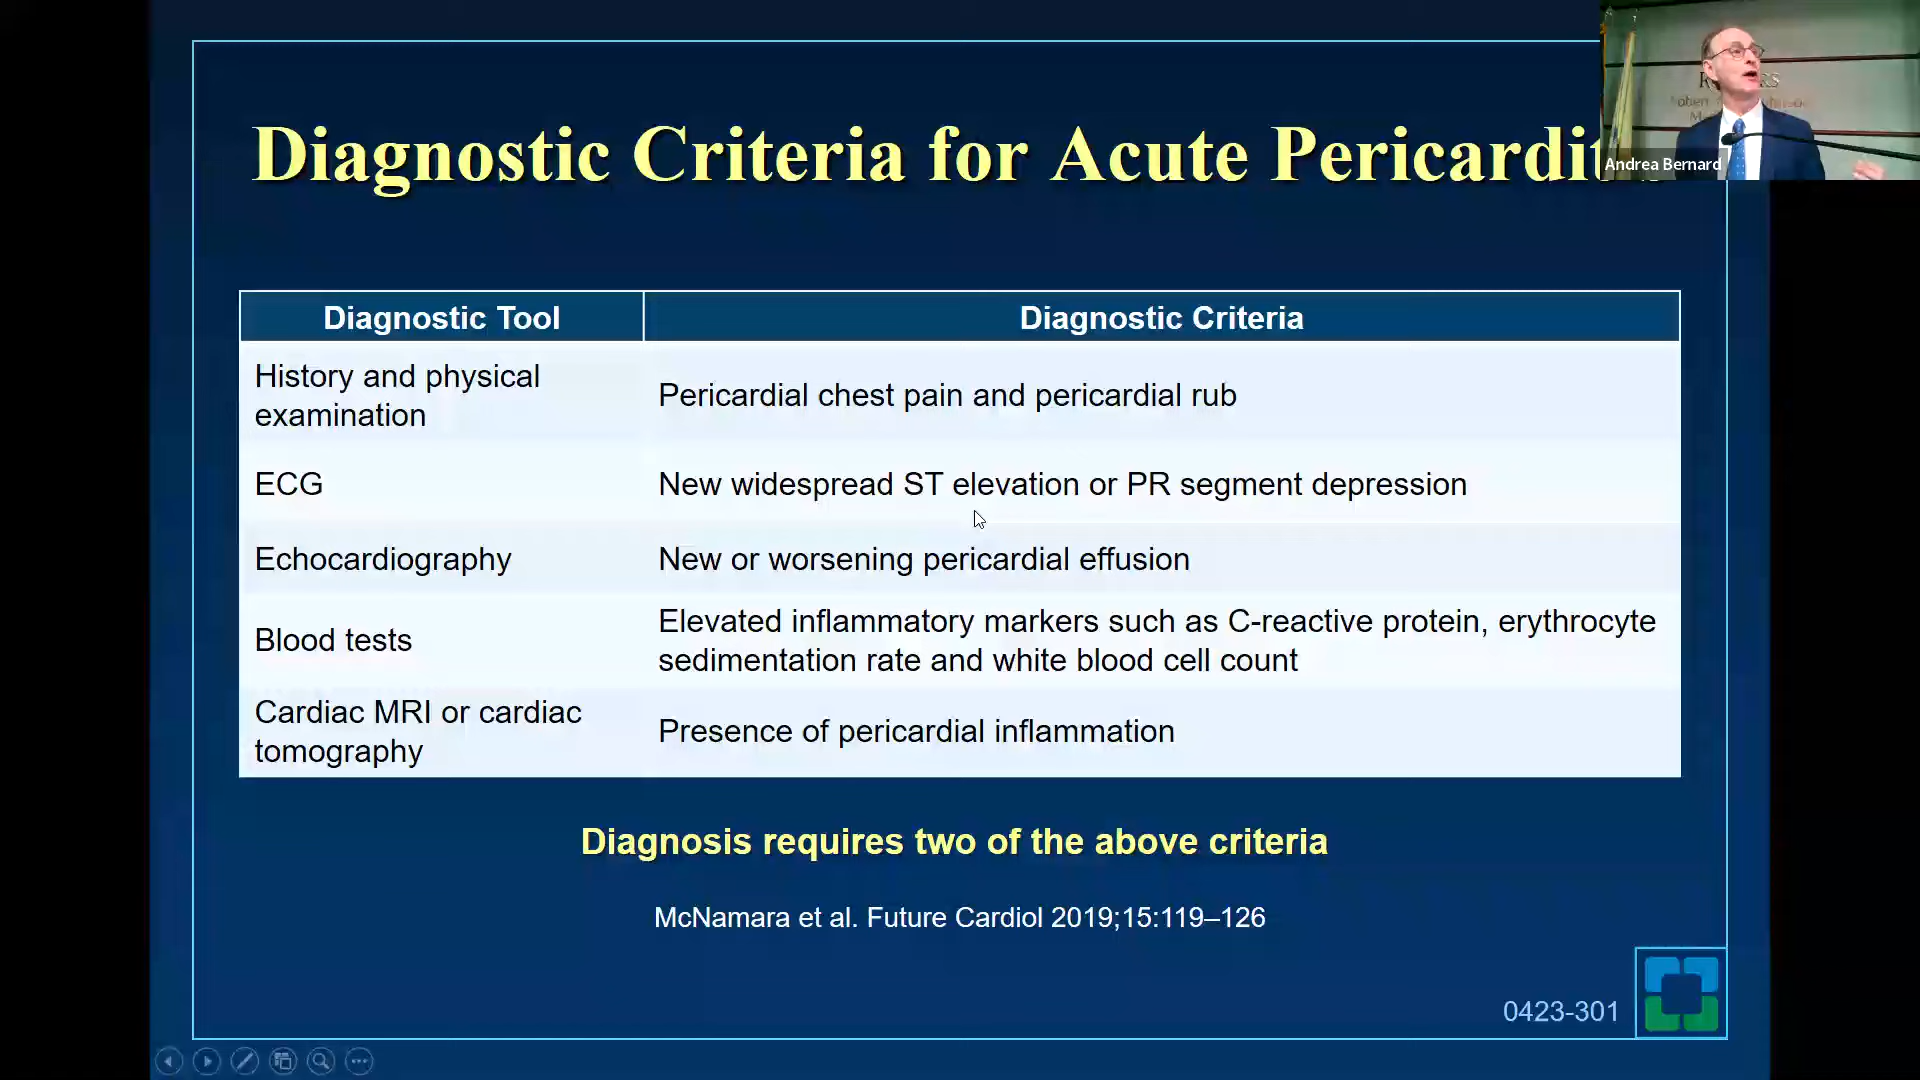 Diagnostic Criteria for Acute Pericardit
Andrea Bernard
Diagnostic Tool
Diagnostic Criteria
History and physical
examination
Pericardial chest pain and pericardial rub
ECG
New widespread ST elevation or PR segment depression
Echocardiography
New or worsening pericardial effusion
Blood tests
Elevated inflammatory markers such as C-reactive protein, erythrocyte
sedimentation rate and white blood cell count
Cardiac MRI or cardiac
tomography
Presence of pericardial inflammation
Diagnosis requires two of the above criteria
McNamara et al. Future Cardiol 2019;15:119–126
0423-301